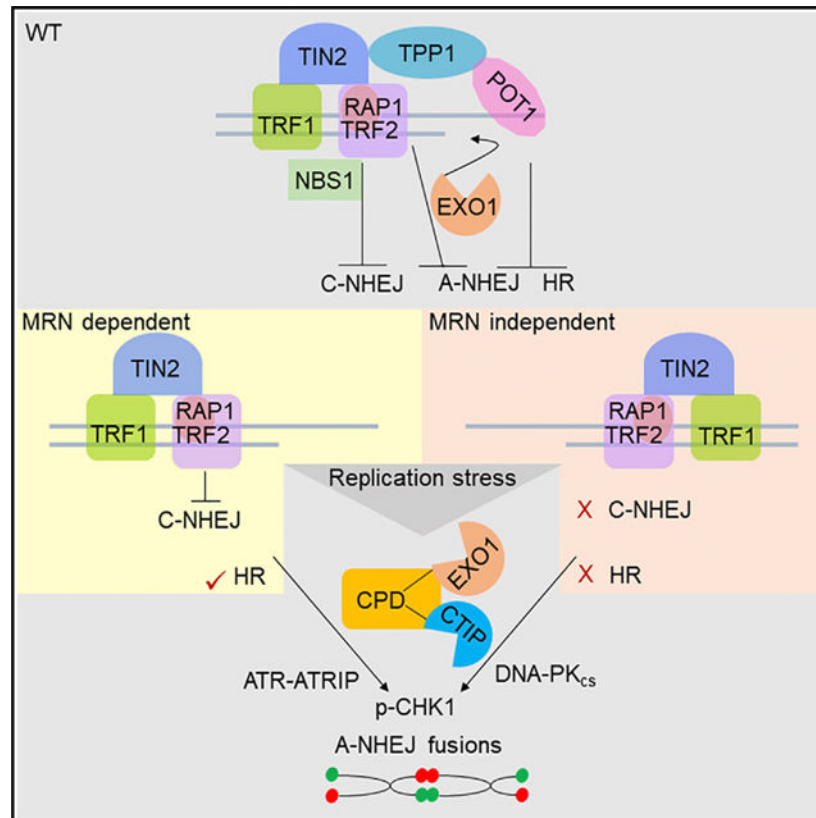 WT
TIN2
TPP1
POT1
RAP1
TRF1
TRF2
NBS1
EXO1
C-NHEJ
A-NHEJ
HR
MRN dependent
MRN independent
TIN2
TIN2
RAP1
TRF1
TRF2
RAP1
TRF2
TRF1
Replication stress
C-NHEJ
X C-NHEJ
✓ HR
X HR
EXO1
CPD
CTIP
ATR-ATRIP
DNA-PKcs
p-CHK1
A-NHEJ fusions